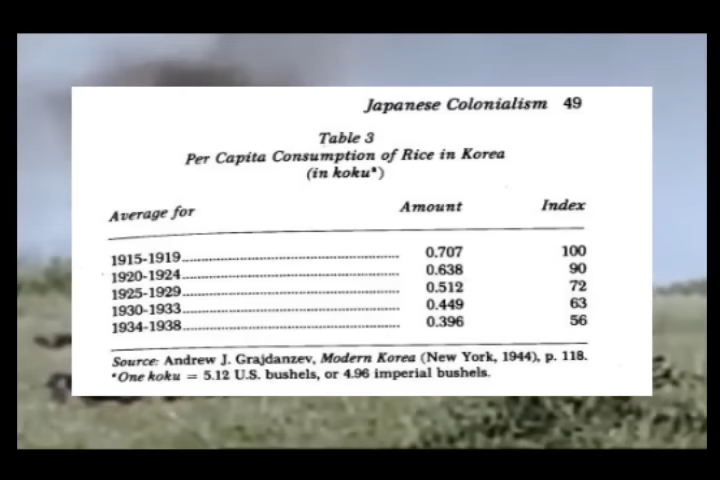 Japanese Colonialism 49
Table 3
Per Capita Consumption of Rice in Korea
(in koku*)
Average for Amount Index
1915-1919 0.707 100
1920-1924 0.638 90
1925-1929 0.512 72
1930-1933 0.449 63
1934-1938 0.396 56
Source: Andrew J. Grajdanzev, Modern Korea (New York, 1944), p. 118.
*One koku = 5.12 U.S. bushels, or 4.96 imperial bushels.